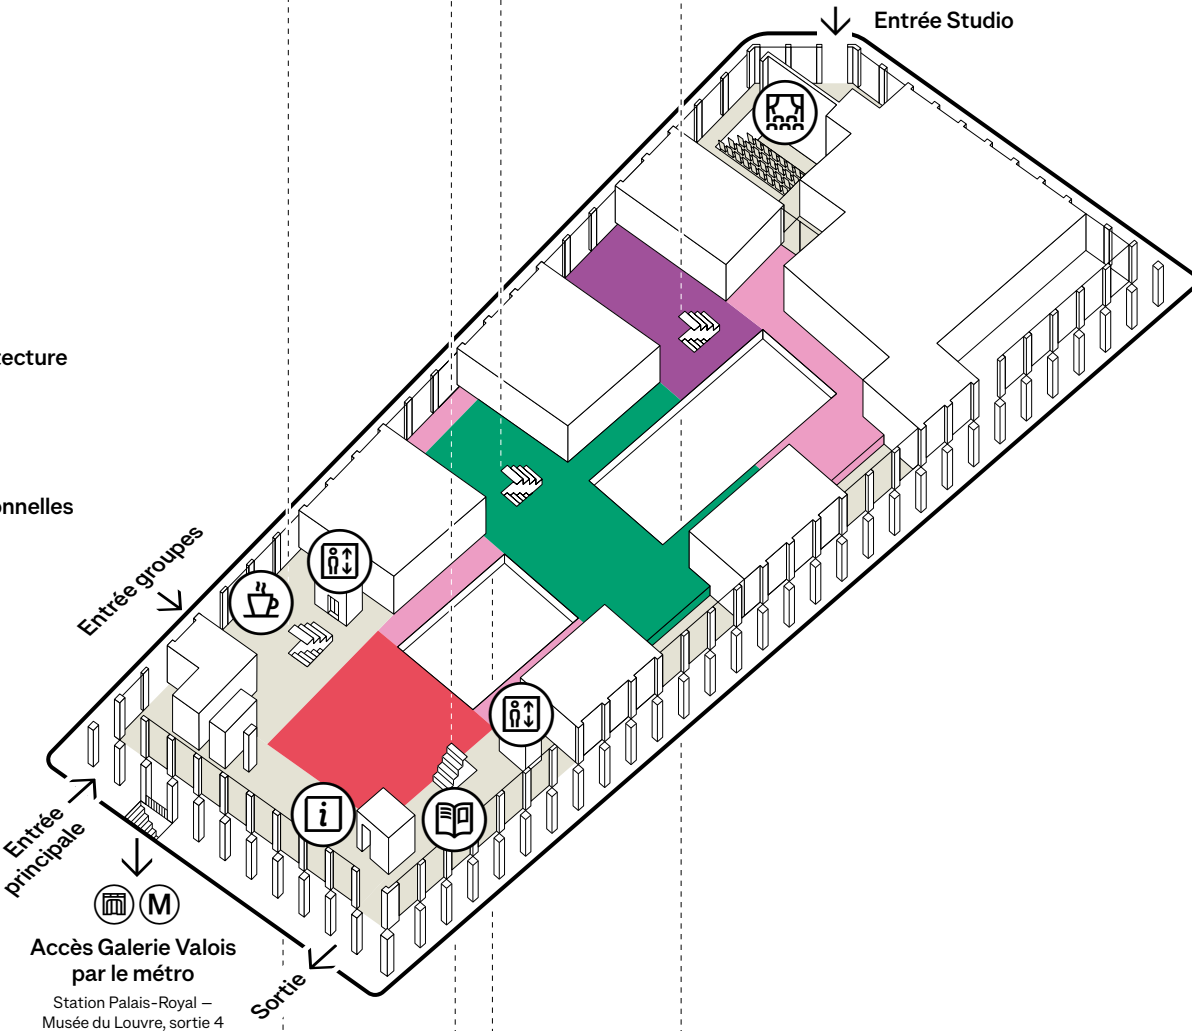 Entrée Studio
tecture
onnelles
Entrée groupes
i
Entrée
principale
M
Accès Galerie Valois
par le métro
Station Palais-Royal –
Musée du Louvre, sortie 4
Sortie